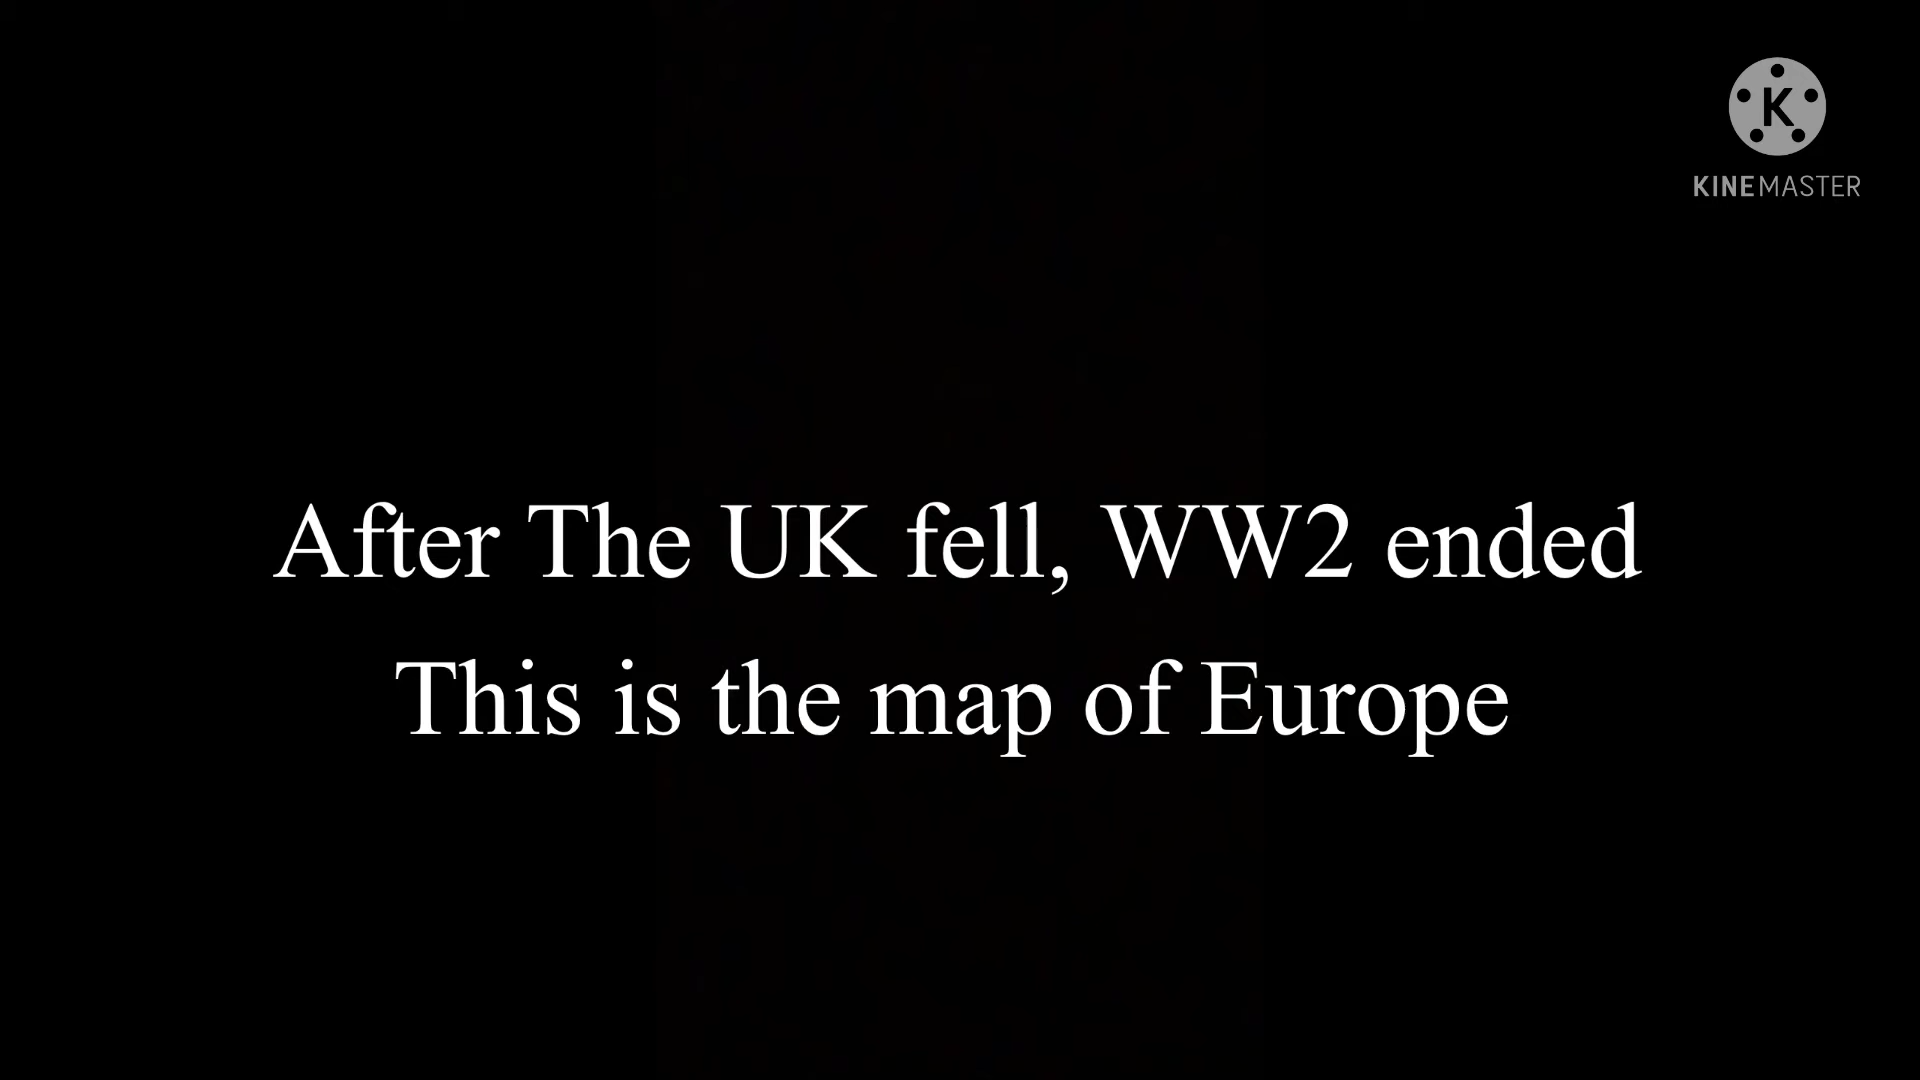 K
KINEMASTER
After The UK fell, WW2 ended
This is the map of Europe